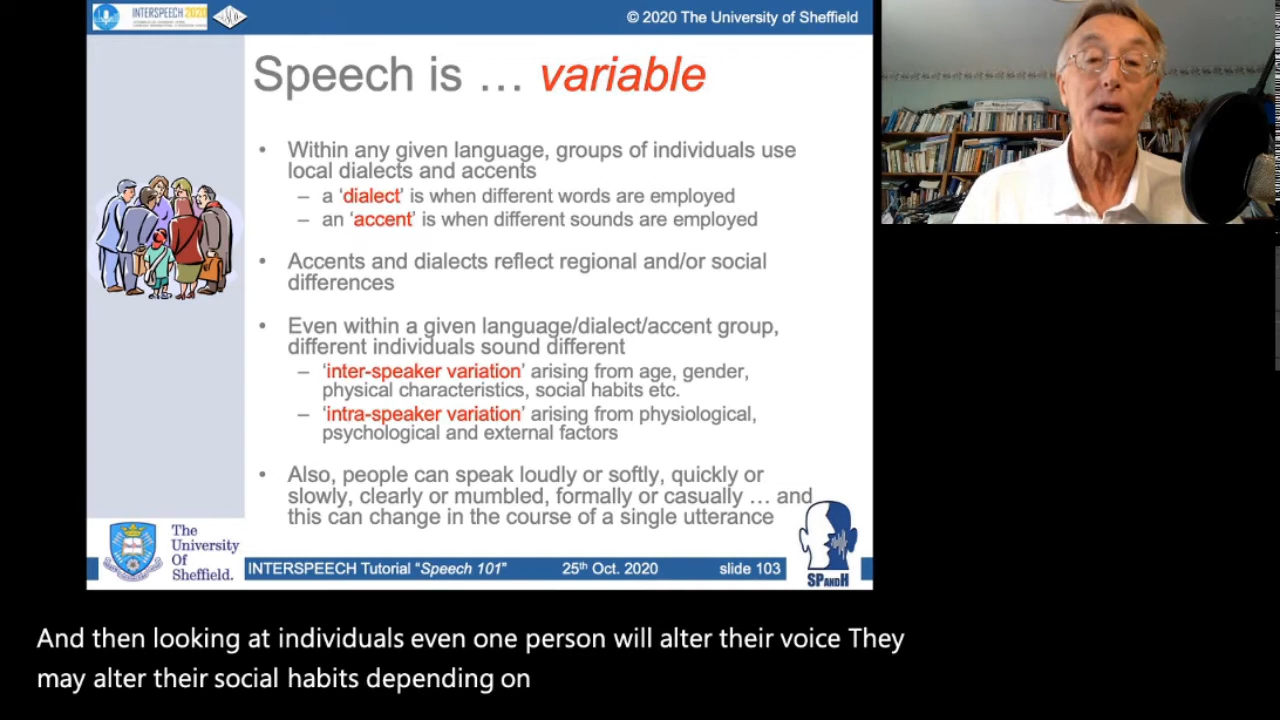 INTERSPEECH 2020
© 2020 The University of Sheffield
Speech is … variable
• Within any given language, groups of individuals use
local dialects and accents
– a ‘dialect’ is when different words are employed
– an ‘accent’ is when different sounds are employed
• Accents and dialects reflect regional and/or social
differences
• Even within a given language/dialect/accent group,
different individuals sound different
– ‘inter-speaker variation’ arising from age, gender,
physical characteristics, social habits etc.
– ‘intra-speaker variation’ arising from physiological,
psychological and external factors
• Also, people can speak loudly or softly, quickly or
slowly, clearly or mumbled, formally or casually … and
this can change in the course of a single utterance
The
University
Of
Sheffield.
INTERSPEECH Tutorial “Speech 101” 25th Oct. 2020 slide 103
SPandH
And then looking at individuals even one person will alter their voice They
may alter their social habits depending on